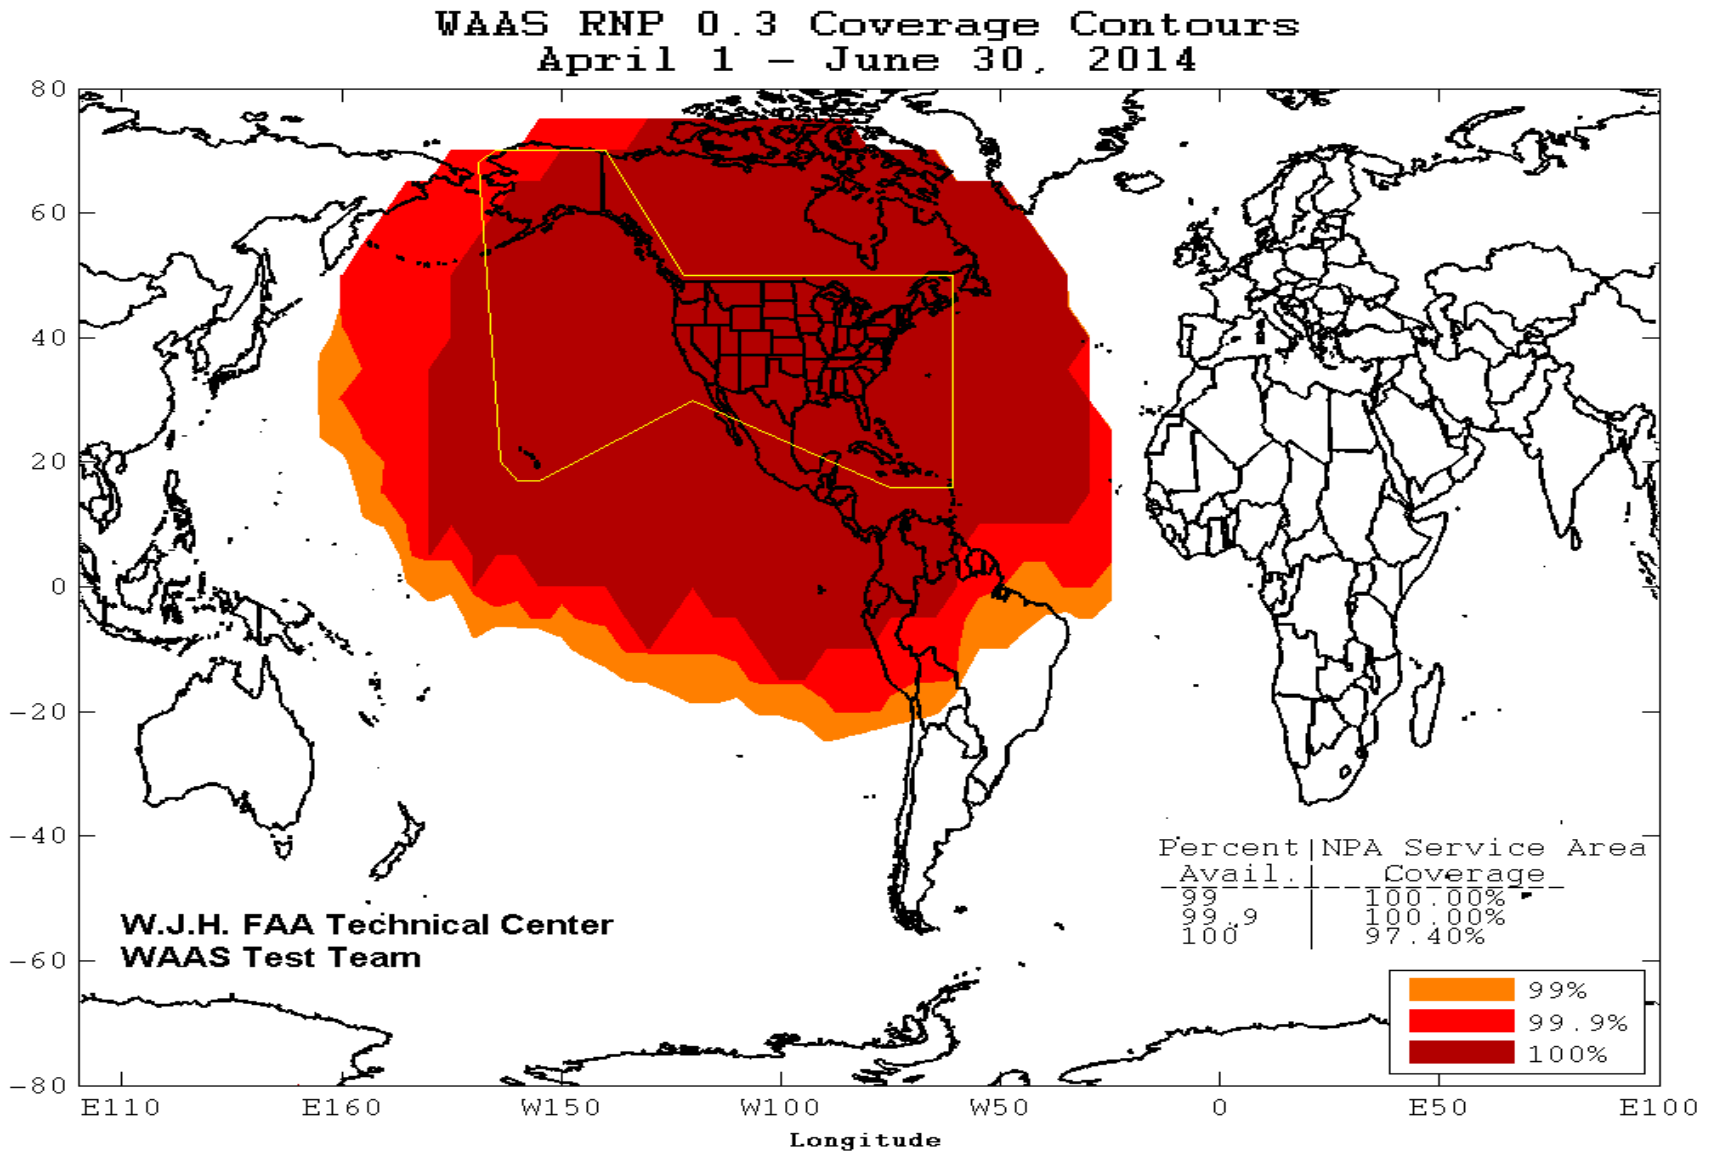 WAAS RNP 0.3 Coverage Contours
April 1 – June 30, 2014
80
60
40
20
0
-20
-40
-60
-80
Percent|NPA Service Area
Avail.| Coverage
99 | 100.00%
99.9 | 100.00%
100 | 97.40%
W.J.H. FAA Technical Center
WAAS Test Team
99%
99.9%
100%
E110 E160 W150 W100 W50 0 E50 E100
Longitude